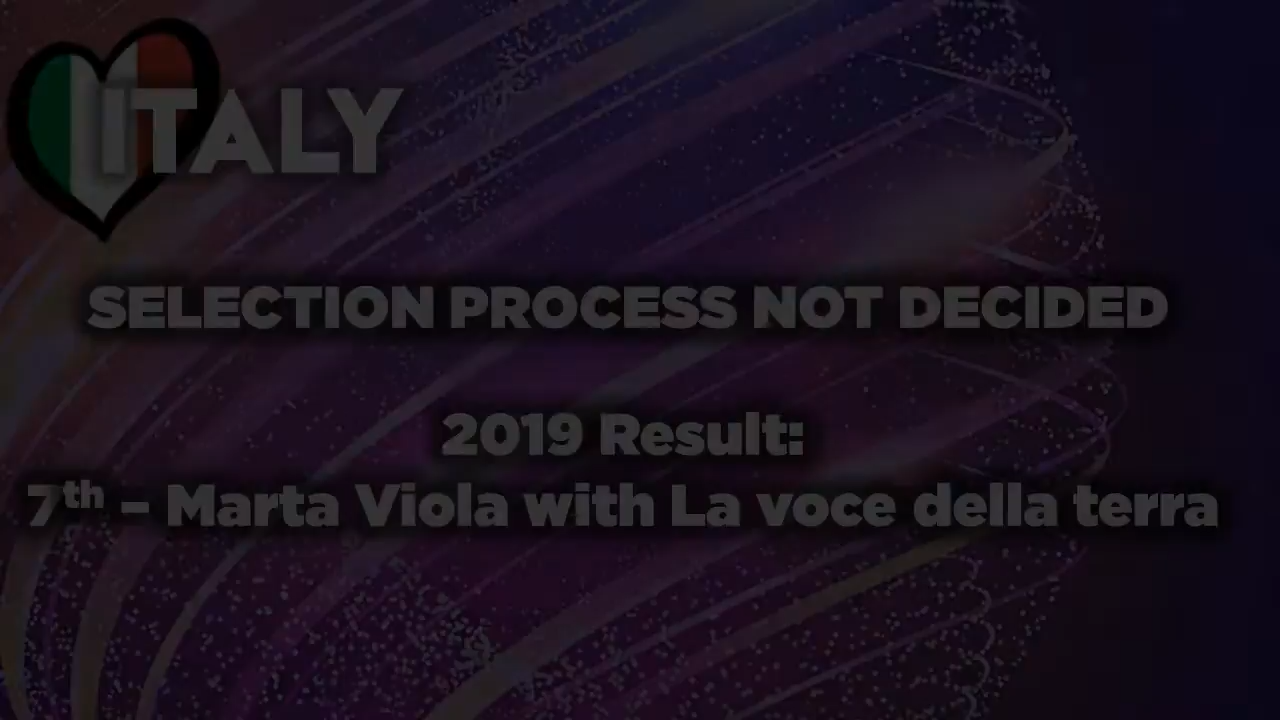 ITALY
SELECTION PROCESS NOT DECIDED
2019 Result:
7th – Marta Viola with La voce della terra